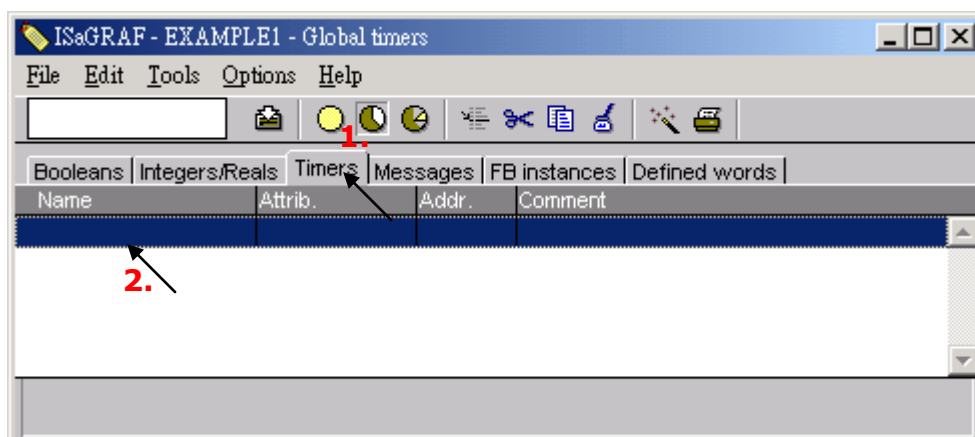 ISaGRAF - EXAMPLE1 - Global timers
File Edit Tools Options Help
1.
Booleans Integers/Reals Timers Messages FB instances Defined words
Name Attrib. Addr. Comment
2.